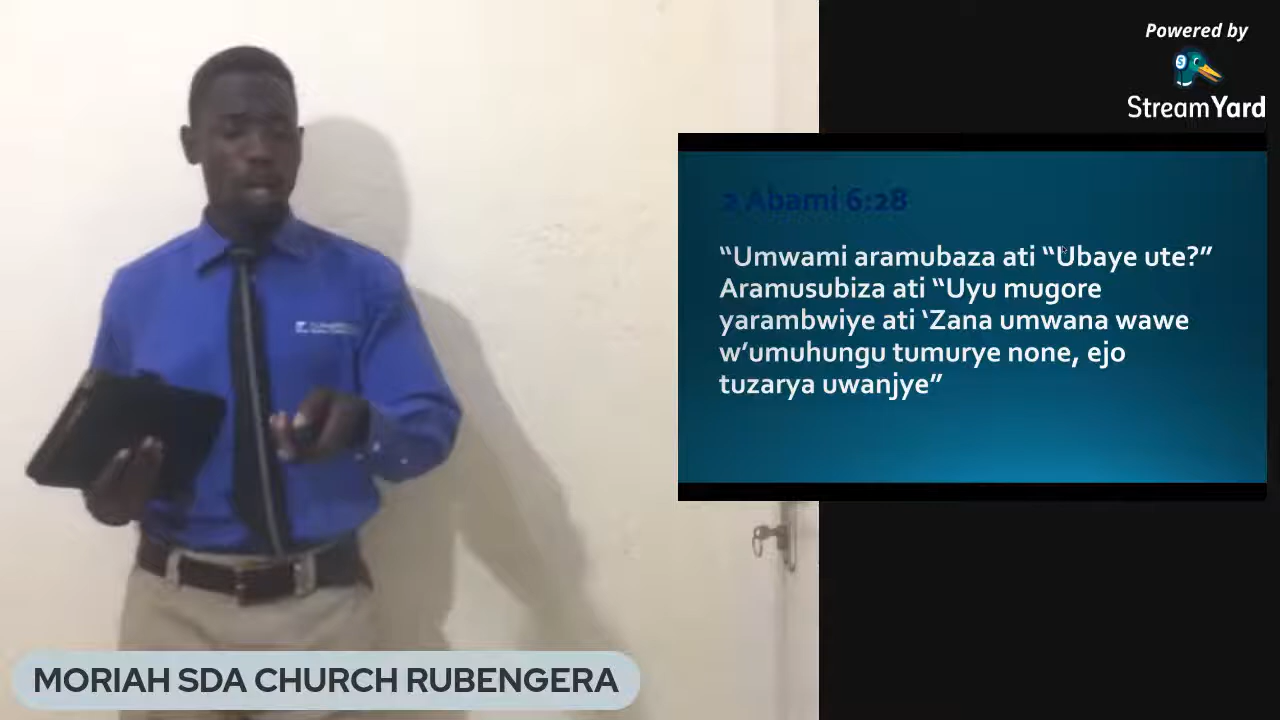 Powered by
StreamYard
2 Abami 6:28
“Umwami aramubaza ati “Ubaye ute?”
Aramusubiza ati “Uyu mugore
yarambwiye ati ‘Zana umwana wawe
w’umuhungu tumurye none, ejo
tuzarya uwanjye”
MORIAH SDA CHURCH RUBENGERA